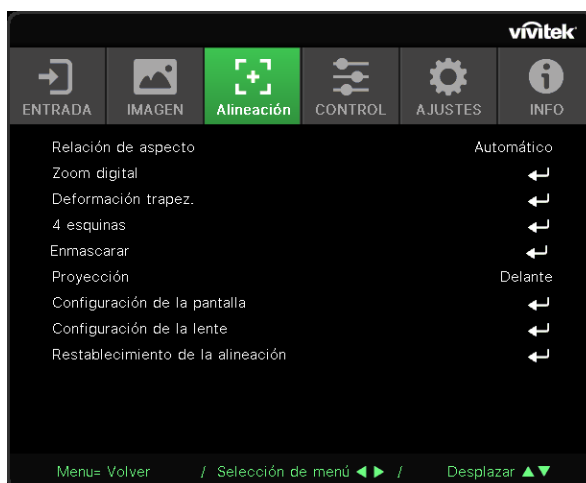 vivitek
ENTRADA IMAGEN Alineación CONTROL AJUSTES INFO
Relación de aspecto Automático
Zoom digital
Deformación trapez.
4 esquinas
Enmascarar
Proyección Delante
Configuración de la pantalla
Configuración de la lente
Restablecimiento de la alineación
Menu= Volver / Selección de menú ◀ ▶ / Desplazar ▲▼